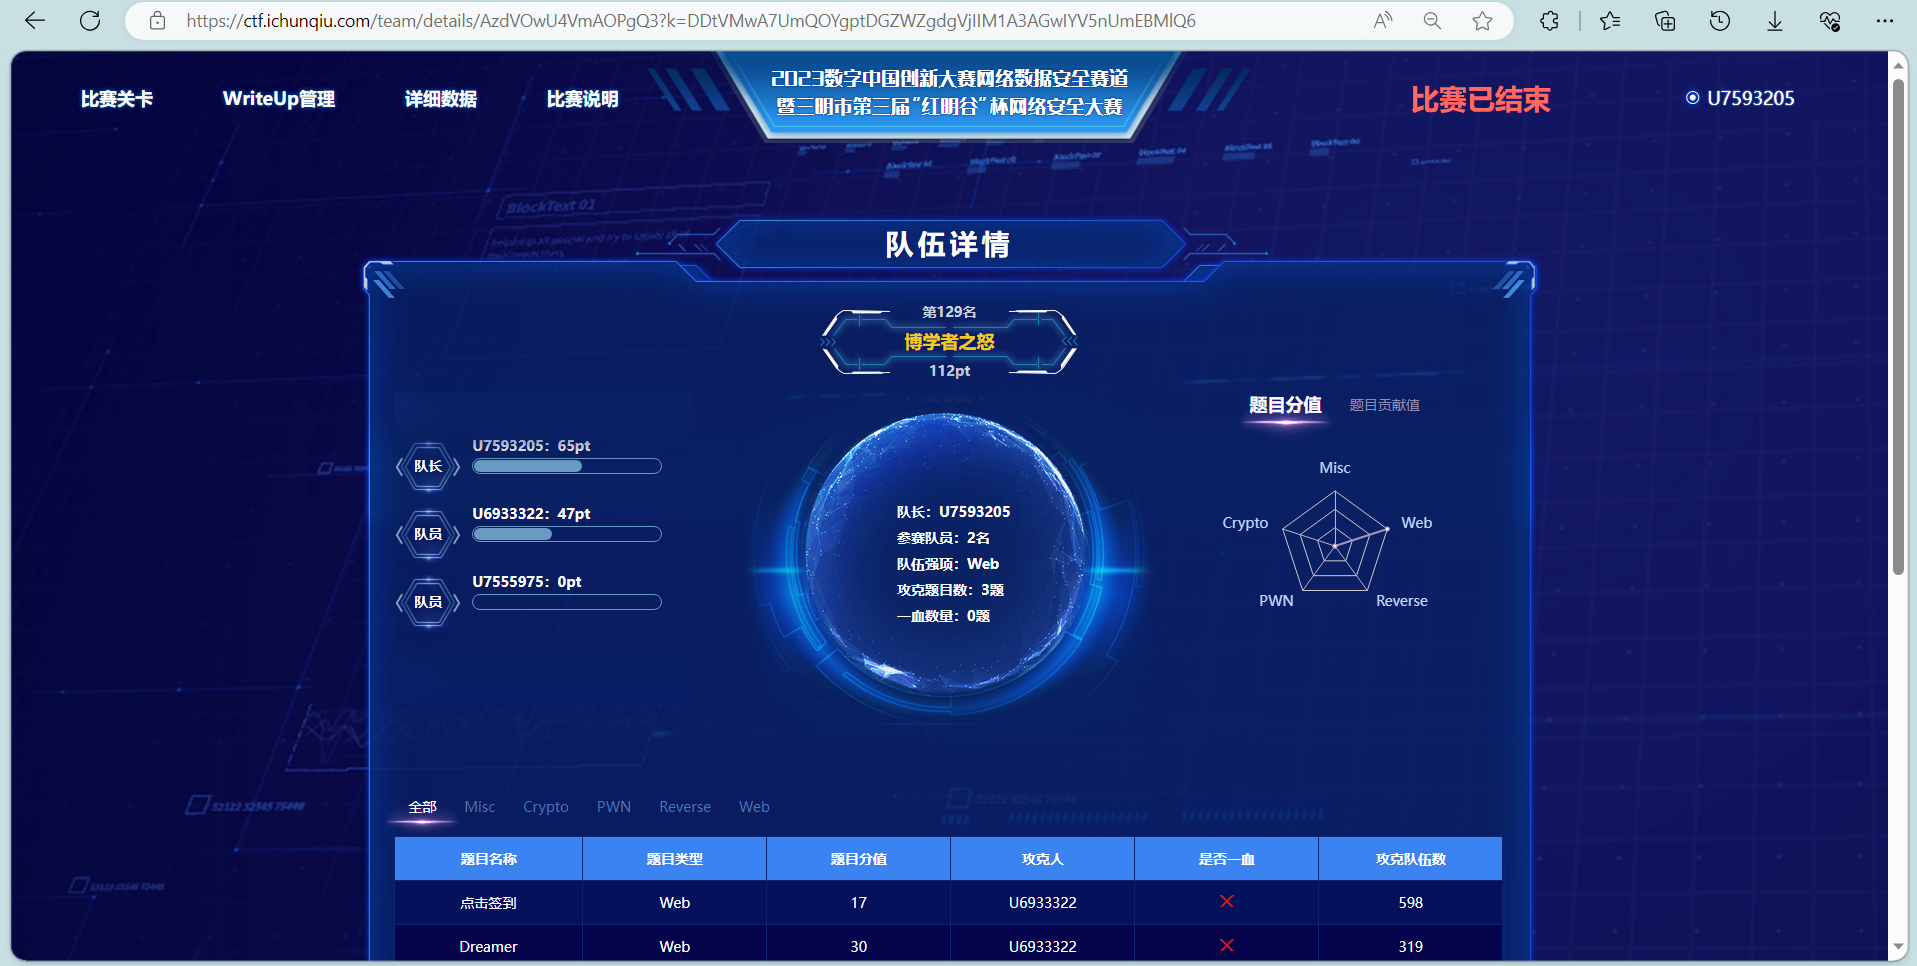 https://ctf.ichunqiu.com/team/details/AzdVOwU4VmAOPgQ3?k=DDtVMwA7UmQOYgptDGZWZgdgVjIIM1A3AGwIYV5nUmEBMlQ6
比赛关卡 WriteUp管理 详细数据 比赛说明
2023数字中国创新大赛网络数据安全赛道
暨三明市第三届“红明谷”杯网络安全大赛
比赛已结束
U7593205
BlockText 01
队伍详情
第129名
博学者之怒
112pt
题目分值 题目贡献值
队长
U7593205：65pt
队员
U6933322：47pt
队员
U7555975：0pt
队长：U7593205
参赛队员：2名
队伍强项：Web
攻克题目数：3题
一血数量：0题
Misc
Crypto
Web
PWN
Reverse
全部 Misc Crypto PWN Reverse Web
题目名称 题目类型 题目分值 攻克人 是否一血 攻克队伍数
点击签到 Web 17 U6933322 598
Dreamer Web 30 U6933322 319